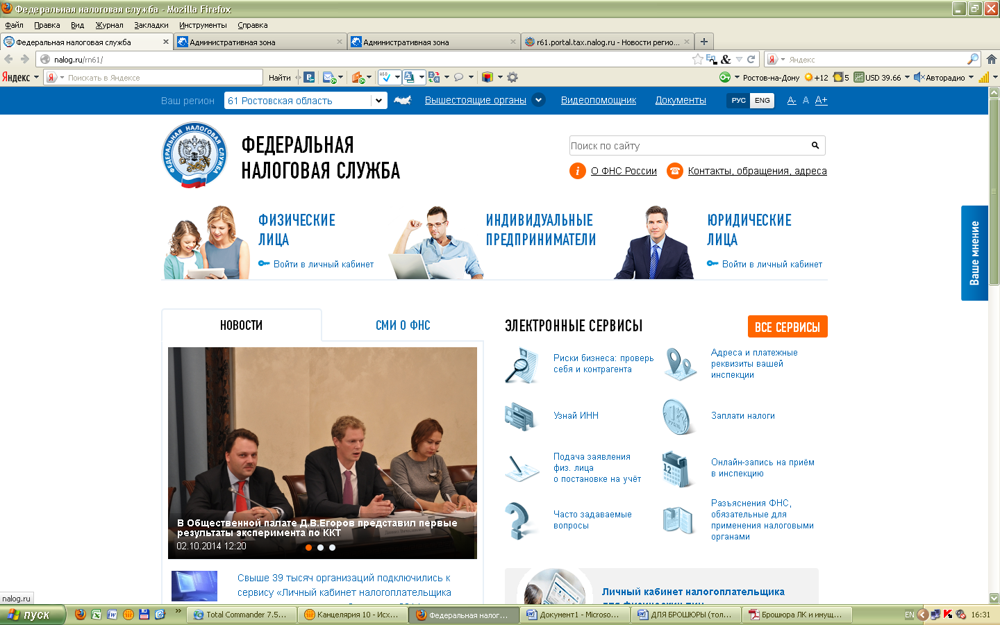 Федеральная налоговая служба - Mozilla Firefox
Файл Правка Вид Журнал Закладки Инструменты Справка
Федеральная налоговая служба
Административная зона
Административная зона
r61.portal.tax.nalog.ru - Новости регио...
nalog.ru/rn61/
Яндекс
Яндекс
Поискать в Яндексе
Найти
Ростов-на-Дону
+12
5
USD 39.66
Авторадио
Ваш регион
61 Ростовская область
Вышестоящие органы
Видеопомощник
Документы
РУС ENG
A- A A+
ФЕДЕРАЛЬНАЯ
НАЛОГОВАЯ СЛУЖБА
ФЕДЕРАЛЬНАЯ НАЛОГОВАЯ СЛУЖБА
Поиск по сайту
О ФНС России
Контакты, обращения, адреса
ФИЗИЧЕСКИЕ
ЛИЦА
Войти в личный кабинет
ИНДИВИДУАЛЬНЫЕ
ПРЕДПРИНИМАТЕЛИ
ЮРИДИЧЕСКИЕ
ЛИЦА
Войти в личный кабинет
Ваше мнение
НОВОСТИ
СМИ О ФНС
В Общественной палате Д.В.Егоров представил первые
результаты эксперимента по ККТ
02.10.2014 12:20
Свыше 39 тысяч организаций подключились к
сервису «Личный кабинет налогоплательщика
ЭЛЕКТРОННЫЕ СЕРВИСЫ
ВСЕ СЕРВИСЫ
Риски бизнеса: проверь
себя и контрагента
Адреса и платежные
реквизиты вашей
инспекции
Узнай ИНН
Заплати налоги
Подача заявления
физ. лица
о постановке на учёт
Онлайн-запись на приём
в инспекцию
12
Часто задаваемые
вопросы
Разъяснения ФНС,
обязательные для
применения налоговыми
органами
Личный кабинет налогоплательщика
для физических лиц
nalog.ru
пуск
Total Commander 7.5...
Канцелярия 10 - Исх...
Федеральная налог...
Документ1 - Microso...
ДЛЯ БРОШЮРЫ (тол...
Брошюра ЛК и имущ...
EN
16:31